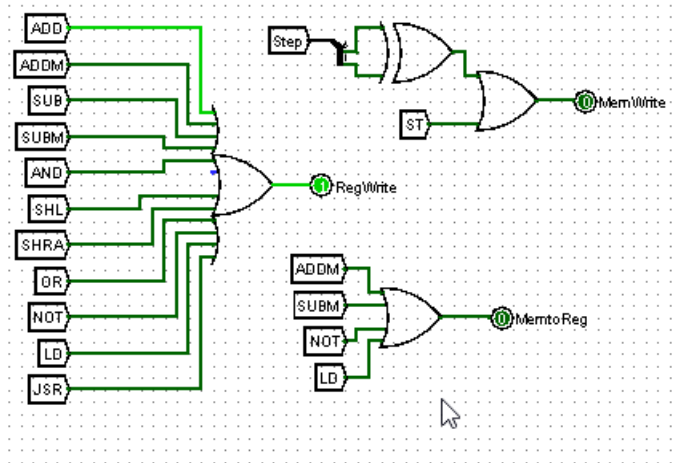 ADD
ADDM
SUB
SUBM
AND
SHL
SHRA
OR
NOT
LD
JSR
1 RegWrite
Step
ST
0 MemWrite
ADDM
SUBM
NOT
LD
0 MemtoReg